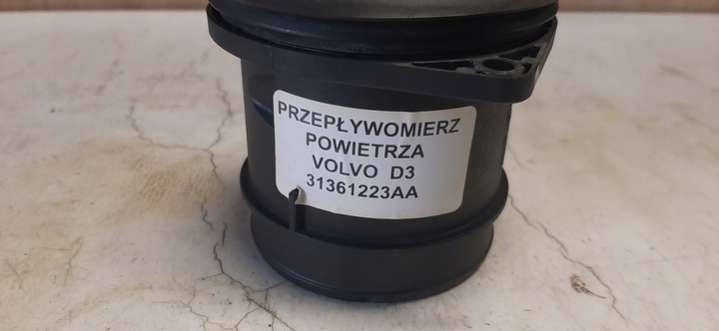 PRZEPŁYWOMIERZ
POWIETRZA
VOLVO D3
31361223AA